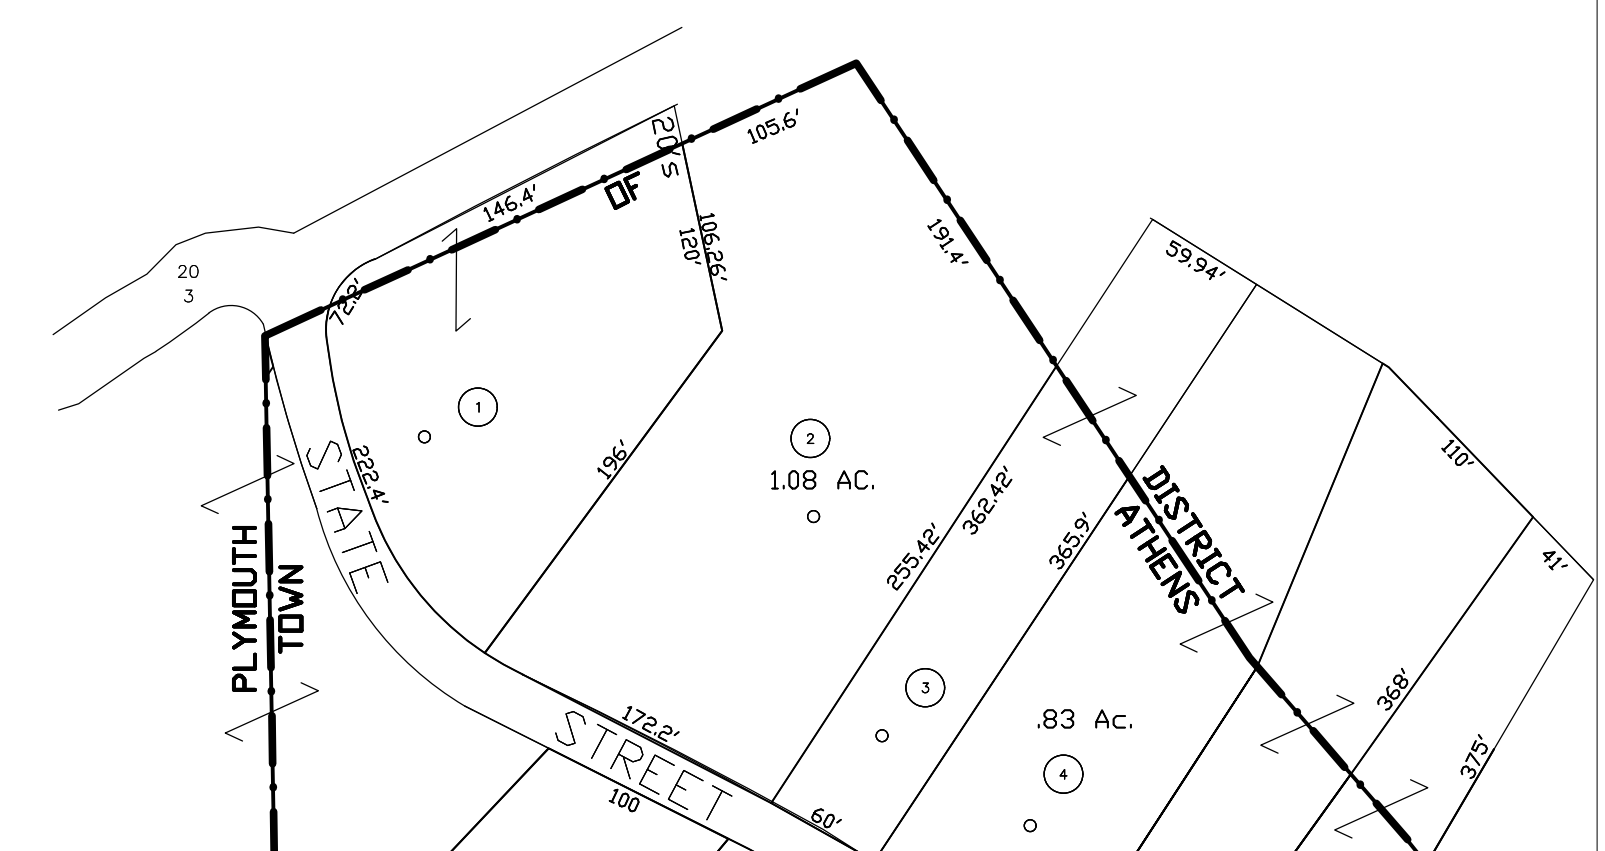 20'S
105.6'
146.4'
OF
106.26'
120'
191.4'
59.94'
20
3
72.2'
1
222.4'
STATE
196'
2
1.08 AC.
110'
362.42'
255.42'
365.9'
DISTRICT
ATHENS
41'
PLYMOUTH
TOWN
3
368'
172.2'
STREET
.83 Ac.
375'
4
100
60'